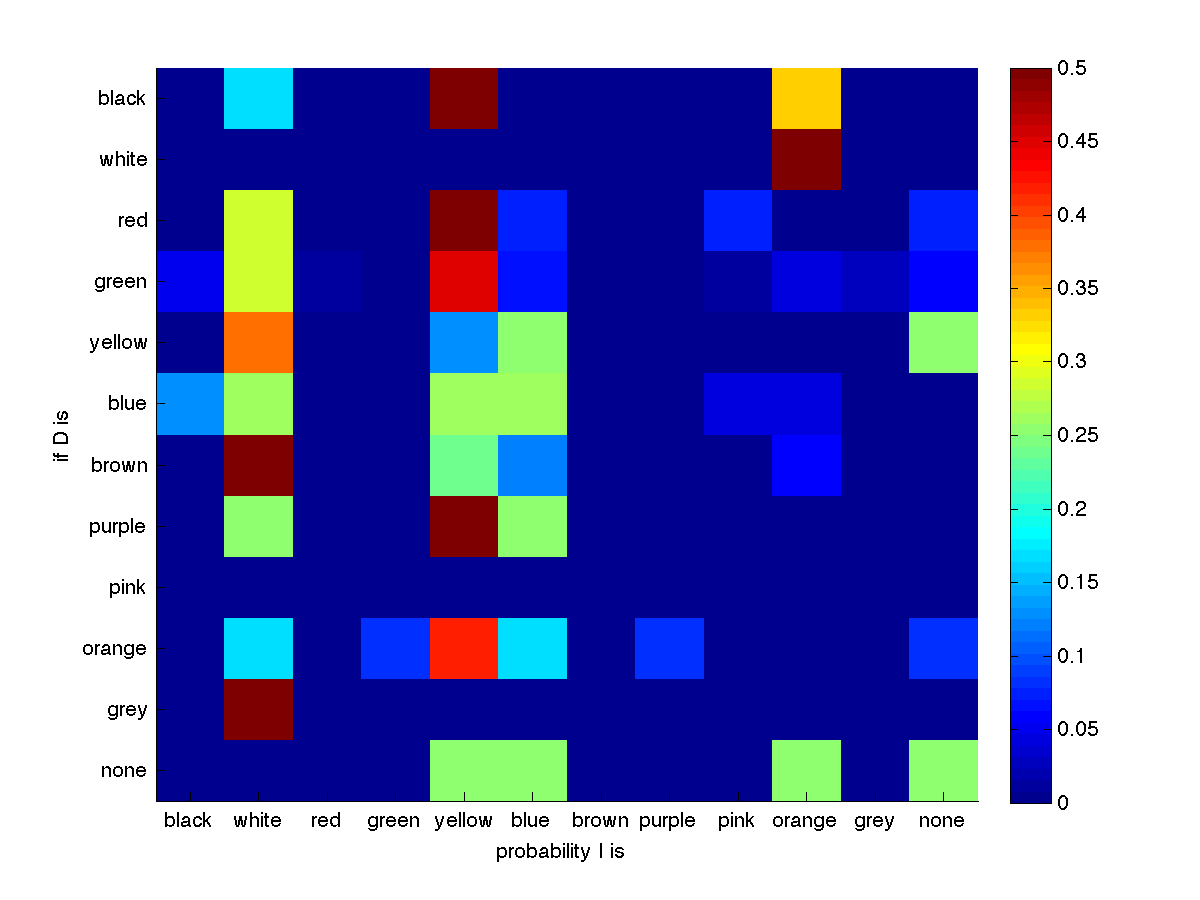 black
white
red
green
yellow
blue
brown
purple
pink
orange
grey
none
if D is
black white red green yellow blue brown purple pink orange grey none
probability I is
0.5
0.45
0.4
0.35
0.3
0.25
0.2
0.15
0.1
0.05
0